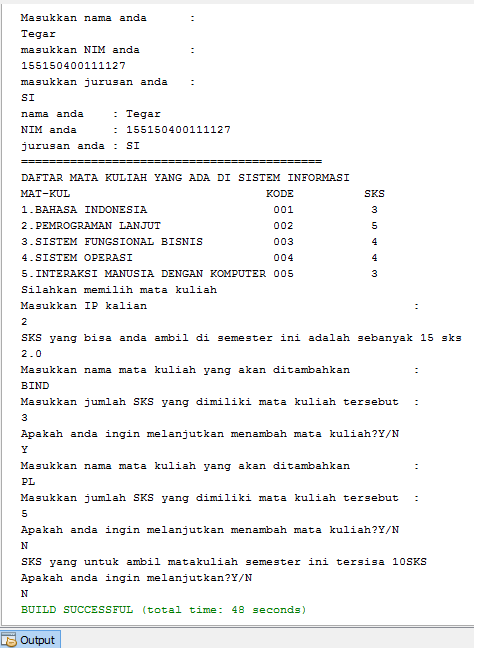 Masukkan nama anda      :
Tegar
masukkan NIM anda       :
155150400111127
masukkan jurusan anda   :
SI
nama anda    : Tegar
NIM anda     : 155150400111127
jurusan anda : SI
===========================================
DAFTAR MATA KULIAH YANG ADA DI SISTEM INFORMASI
MAT-KUL                            KODE          SKS
1.BAHASA INDONESIA                  001           3
2.PEMROGRAMAN LANJUT                002           5
3.SISTEM FUNGSIONAL BISNIS          003           4
4.SISTEM OPERASI                    004           4
5.INTERAKSI MANUSIA DENGAN KOMPUTER 005           3
Silahkan memilih mata kuliah
Masukkan IP kalian                                      :
2
SKS yang bisa anda ambil di semester ini adalah sebanyak 15 sks
2.0
Masukkan nama mata kuliah yang akan ditambahkan         :
BIND
Masukkan jumlah SKS yang dimiliki mata kuliah tersebut  :
3
Apakah anda ingin melanjutkan menambah mata kuliah?Y/N
Y
Masukkan nama mata kuliah yang akan ditambahkan         :
PL
Masukkan jumlah SKS yang dimiliki mata kuliah tersebut  :
5
Apakah anda ingin melanjutkan menambah mata kuliah?Y/N
N
SKS yang untuk ambil matakuliah semester ini tersisa 10SKS
Apakah anda ingin melanjutkan?Y/N
N
BUILD SUCCESSFUL (total time: 48 seconds)
Output